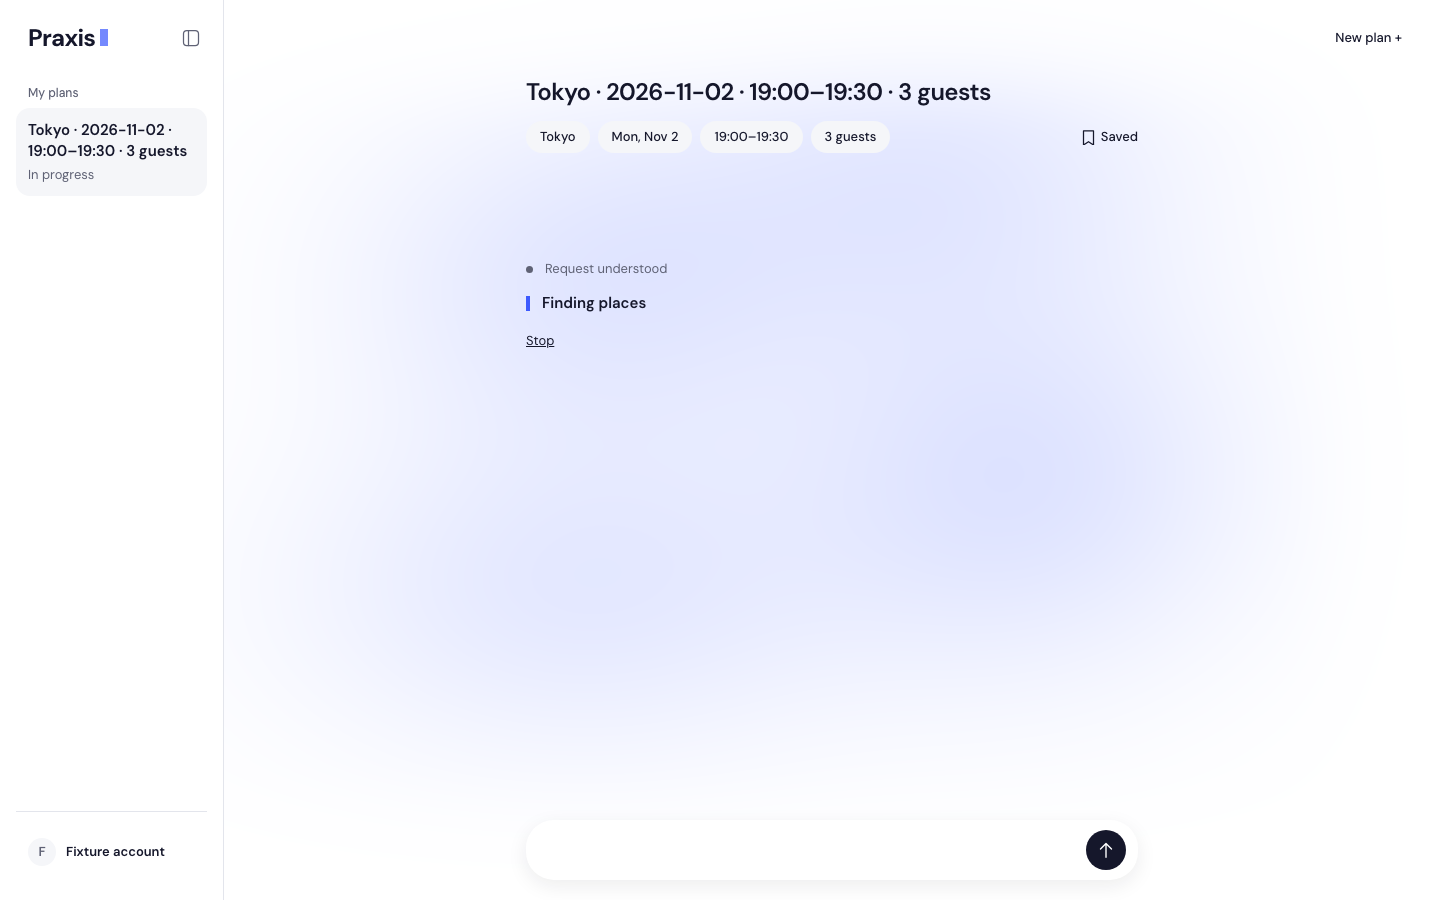 Praxis
New plan +
My plans
Tokyo · 2026-11-02 ·
19:00–19:30 · 3 guests
In progress
Tokyo · 2026-11-02 · 19:00–19:30 · 3 guests
Tokyo
Mon, Nov 2
19:00–19:30
3 guests
Saved
Request understood
Finding places
Stop
F
Fixture account